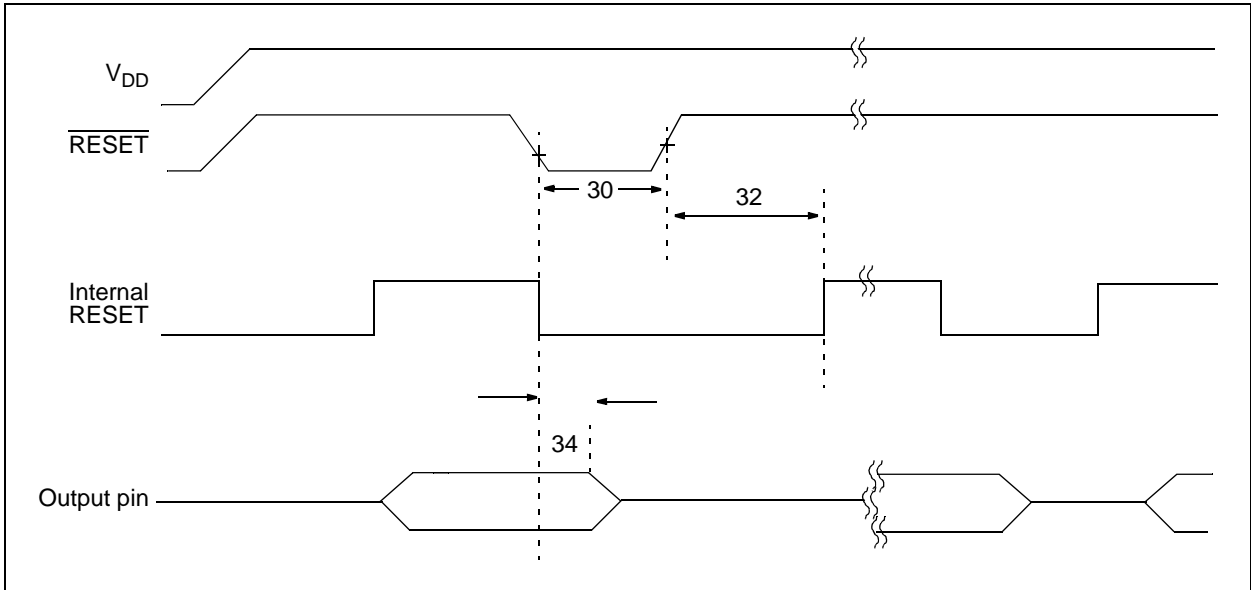 VDD
RESET
30
32
Internal
RESET
34
Output pin